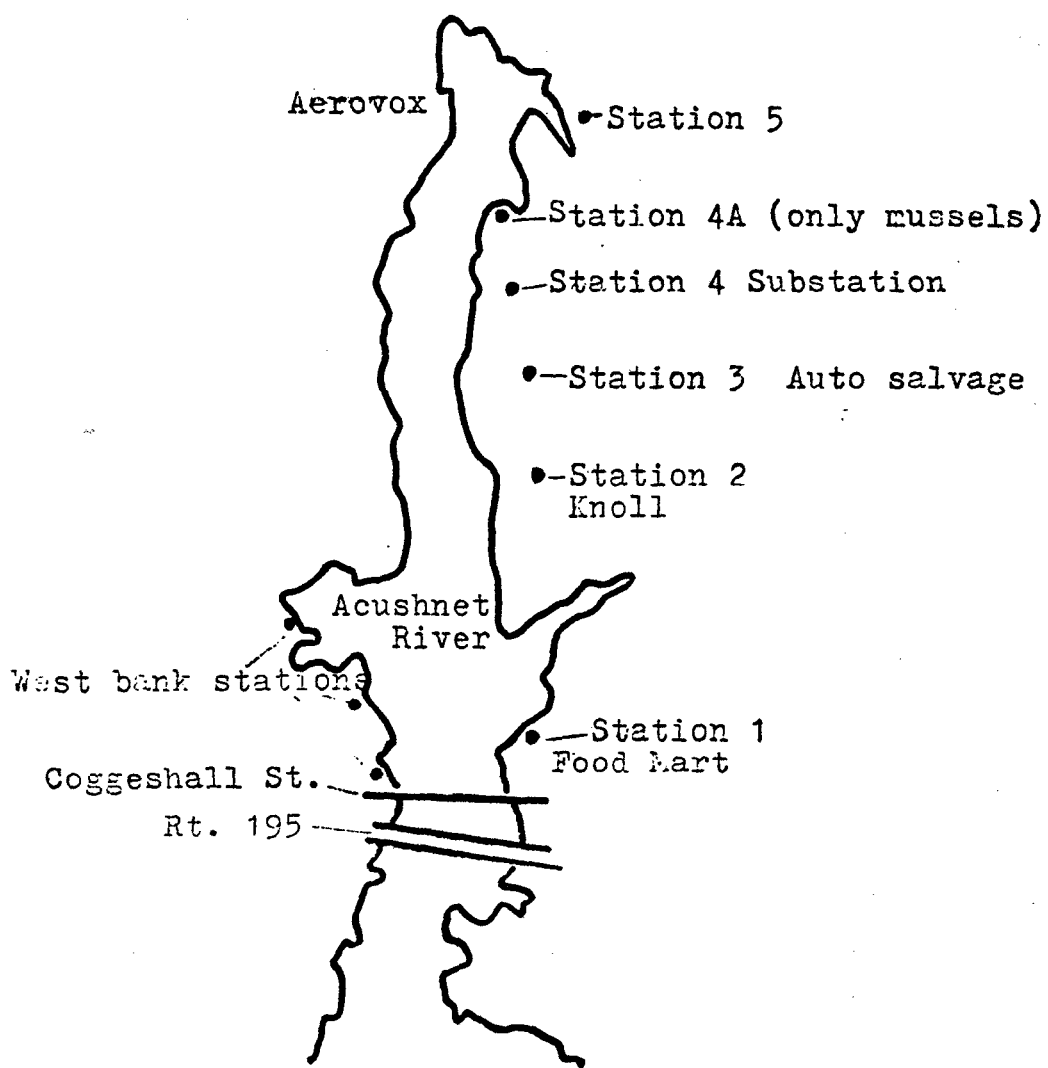 Aerovox
Station 5
Station 4A (only mussels)
Station 4 Substation
Station 3 Auto salvage
Station 2
Knoll
Acushnet
River
West bank stations
Station 1
Food Mart
Coggeshall St.
Rt. 195